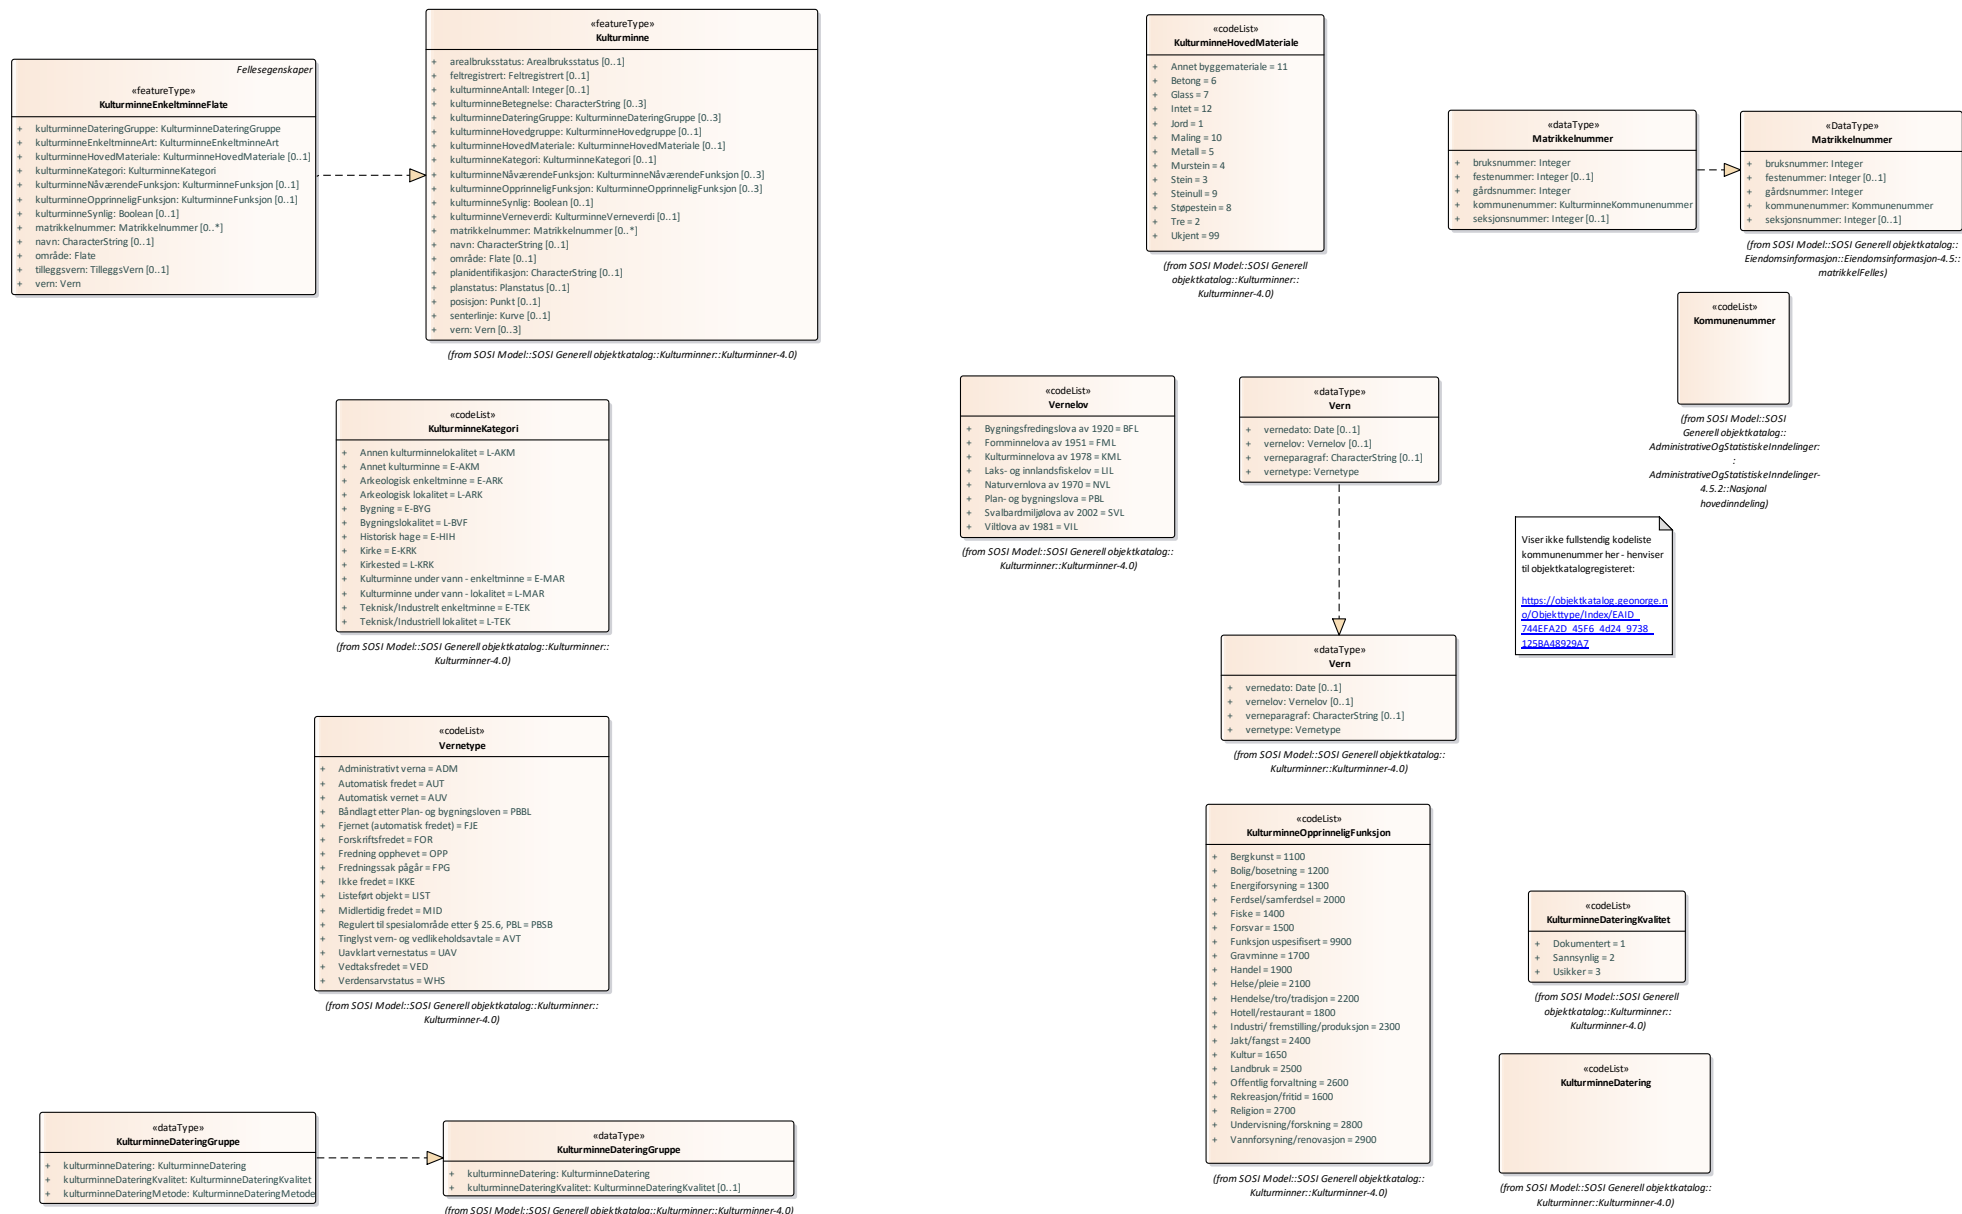 Fellesegenskaper
«featureType»
KulturminneEnkeltminneFlate
+ kulturminneDateringGruppe: KulturminneDateringGruppe
+ kulturminneEnkeltminneArt: KulturminneEnkeltminneArt
+ kulturminneHovedMateriale: KulturminneHovedMateriale [0..1]
+ kulturminneKategori: KulturminneKategori
+ kulturminneNåværendeFunksjon: KulturminneFunksjon [0..1]
+ kulturminneOpprinneligFunksjon: KulturminneFunksjon [0..1]
+ kulturminneSynlig: Boolean [0..1]
+ matrikkelnummer: Matrikkelnummer [0..*]
+ navn: CharacterString [0..1]
+ område: Flate
+ tilleggsvern: TilleggsVern [0..1]
+ vern: Vern
«featureType»
Kulturminne
+ arealbruksstatus: Arealbruksstatus [0..1]
+ feltregistrert: Feltregistrert [0..1]
+ kulturminneAntall: Integer [0..1]
+ kulturminneBetegnelse: CharacterString [0..3]
+ kulturminneDateringGruppe: KulturminneDateringGruppe [0..3]
+ kulturminneHovedgruppe: KulturminneHovedgruppe [0..1]
+ kulturminneHovedMateriale: KulturminneHovedMateriale [0..1]
+ kulturminneKategori: KulturminneKategori [0..1]
+ kulturminneNåværendeFunksjon: KulturminneNåværendeFunksjon [0..3]
+ kulturminneOpprinneligFunksjon: KulturminneOpprinneligFunksjon [0..3]
+ kulturminneSynlig: Boolean [0..1]
+ kulturminneVerneverdi: KulturminneVerneverdi [0..1]
+ matrikkelnummer: Matrikkelnummer [0..*]
+ navn: CharacterString [0..1]
+ område: Flate [0..1]
+ planidentifikasjon: CharacterString [0..1]
+ planstatus: Planstatus [0..1]
+ posisjon: Punkt [0..1]
+ senterlinje: Kurve [0..1]
+ vern: Vern [0..3]
(from SOSI Model::SOSI Generell objektkatalog::Kulturminner::Kulturminner-4.0)
«codeList»
KulturminneHovedMateriale
+ Annet byggemateriale = 11
+ Betong = 6
+ Glass = 7
+ Intet = 12
+ Jord = 1
+ Maling = 10
+ Metall = 5
+ Murstein = 4
+ Stein = 3
+ Steinull = 9
+ Støpestein = 8
+ Tre = 2
+ Ukjent = 99
(from SOSI Model::SOSI Generell
objektkatalog::Kulturminner::
Kulturminner-4.0)
«dataType»
Matrikkelnummer
+ bruksnummer: Integer
+ festenummer: Integer [0..1]
+ gårdsnummer: Integer
+ kommunenummer: KulturminneKommunenummer
+ seksjonsnummer: Integer [0..1]
«DataType»
Matrikkelnummer
+ bruksnummer: Integer
+ festenummer: Integer [0..1]
+ gårdsnummer: Integer
+ kommunenummer: Kommunenummer
+ seksjonsnummer: Integer [0..1]
(from SOSI Model::SOSI Generell objektkatalog::
Eiendomsinformasjon::Eiendomsinformasjon-4.5::
matrikkelFelles)
«codeList»
Kommunenummer
(from SOSI Model::SOSI
Generell objektkatalog::
AdministrativeOgStatistiskeInndelinger:
:
AdministrativeOgStatistiskeInndelinger-
4.5.2::Nasjonal
hovedinndeling)
«codeList»
KulturminneKategori
+ Annen kulturminnelokalitet = L-AKM
+ Annet kulturminne = E-AKM
+ Arkeologisk enkeltminne = E-ARK
+ Arkeologisk lokalitet = L-ARK
+ Bygning = E-BYG
+ Bygningslokalitet = L-BVF
+ Historisk hage = E-HIH
+ Kirke = E-KRK
+ Kirkested = L-KRK
+ Kulturminne under vann - enkeltminne = E-MAR
+ Kulturminne under vann - lokalitet = L-MAR
+ Teknisk/Industrelt enkeltminne = E-TEK
+ Teknisk/Industriell lokalitet = L-TEK
(from SOSI Model::SOSI Generell objektkatalog::Kulturminner::
Kulturminner-4.0)
«codeList»
Vernelov
+ Bygningsfredingslova av 1920 = BFL
+ Fornminnelova av 1951 = FML
+ Kulturminnelova av 1978 = KML
+ Laks- og innlandsfiskelov = LIL
+ Naturvernlova av 1970 = NVL
+ Plan- og bygningslova = PBL
+ Svalbardmiljølova av 2002 = SVL
+ Viltlova av 1981 = VIL
(from SOSI Model::SOSI Generell objektkatalog::
Kulturminner::Kulturminner-4.0)
«dataType»
Vern
+ vernedato: Date [0..1]
+ vernelov: Vernelov [0..1]
+ verneparagraf: CharacterString [0..1]
+ vernetype: Vernetype
Viser ikke fullstendig kodeliste
kommunenummer her - henviser
til objektkatalogregisteret:
https://objektkatalog.geonorge.n
o/Objekttype/Index/EAID_
744EFA2D_45F6_4d24_9738_
125BA48929A7
«dataType»
Vern
+ vernedato: Date [0..1]
+ vernelov: Vernelov [0..1]
+ verneparagraf: CharacterString [0..1]
+ vernetype: Vernetype
(from SOSI Model::SOSI Generell objektkatalog::
Kulturminner::Kulturminner-4.0)
«codeList»
Vernetype
+ Administrativt verna = ADM
+ Automatisk fredet = AUT
+ Automatisk vernet = AUV
+ Båndlagt etter Plan- og bygningsloven = PBBL
+ Fjernet (automatisk fredet) = FJE
+ Forskriftsfredet = FOR
+ Fredning opphevet = OPP
+ Fredningssak pågår = FPG
+ Ikke fredet = IKKE
+ Listeført objekt = LIST
+ Midlertidig fredet = MID
+ Regulert til spesialområde etter § 25.6, PBL = PBSB
+ Tinglyst vern- og vedlikeholdsavtale = AVT
+ Uavklart vernestatus = UAV
+ Vedtaksfredet = VED
+ Verdensarvstatus = WHS
(from SOSI Model::SOSI Generell objektkatalog::Kulturminner::
Kulturminner-4.0)
«codeList»
KulturminneOpprinneligFunksjon
+ Bergkunst = 1100
+ Bolig/bosetning = 1200
+ Energiforsyning = 1300
+ Ferdsel/samferdsel = 2000
+ Fiske = 1400
+ Forsvar = 1500
+ Funksjon uspesifisert = 9900
+ Gravminne = 1700
+ Handel = 1900
+ Helse/pleie = 2100
+ Hendelse/tro/tradisjon = 2200
+ Hotell/restaurant = 1800
+ Industri/ fremstilling/produksjon = 2300
+ Jakt/fangst = 2400
+ Kultur = 1650
+ Landbruk = 2500
+ Offentlig forvaltning = 2600
+ Rekreasjon/fritid = 1600
+ Religion = 2700
+ Undervisning/forskning = 2800
+ Vannforsyning/renovasjon = 2900
(from SOSI Model::SOSI Generell objektkatalog::
Kulturminner::Kulturminner-4.0)
«codeList»
KulturminneDateringKvalitet
+ Dokumentert = 1
+ Sannsynlig = 2
+ Usikker = 3
(from SOSI Model::SOSI Generell
objektkatalog::Kulturminner::
Kulturminner-4.0)
«codeList»
KulturminneDatering
(from SOSI Model::SOSI Generell objektkatalog::
Kulturminner::Kulturminner-4.0)
«dataType»
KulturminneDateringGruppe
+ kulturminneDatering: KulturminneDatering
+ kulturminneDateringKvalitet: KulturminneDateringKvalitet
+ kulturminneDateringMetode: KulturminneDateringMetode
«dataType»
KulturminneDateringGruppe
+ kulturminneDatering: KulturminneDatering
+ kulturminneDateringKvalitet: KulturminneDateringKvalitet [0..1]
(from SOSI Model::SOSI Generell objektkatalog::Kulturminner::Kulturminner-4.0)